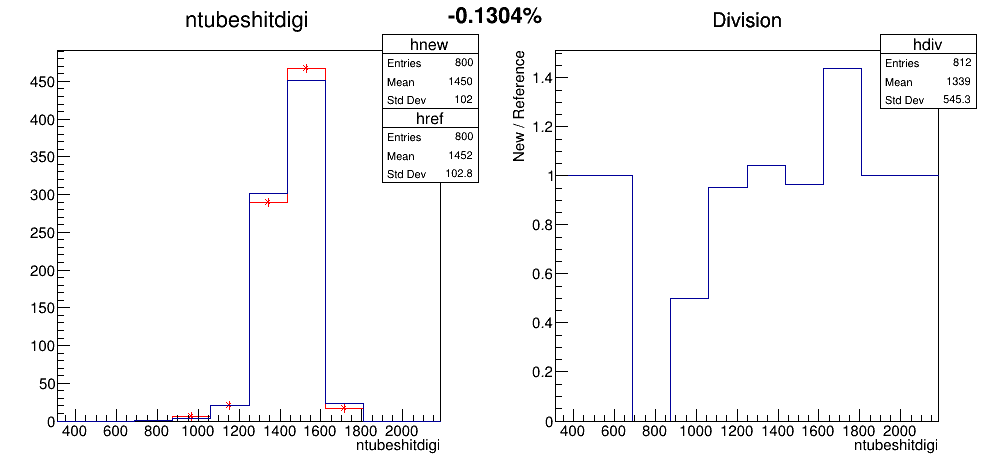 -0.1304%
ntubeshitdigi
hnew
Entries 800
Mean 1450
Std Dev 102
href
Entries 800
Mean 1452
Std Dev 102.8
450
400
350
300
250
200
150
100
50
0
400 600 800 1000 1200 1400 1600 1800 2000
ntubeshitdigi
Division
hdiv
Entries 812
Mean 1339
Std Dev 545.3
New / Reference
1.4
1.2
1
0.8
0.6
0.4
0.2
0
400 600 800 1000 1200 1400 1600 1800 2000
ntubeshitdigi